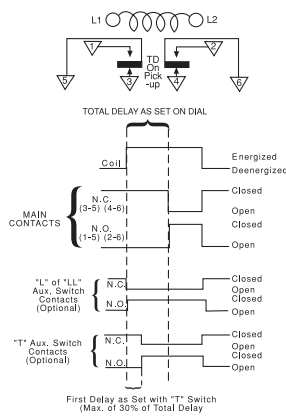 L1 L2
1 2
TD
On
Pick
-up
5 3 4 6
TOTAL DELAY AS SET ON DIAL
Coil
Energized
Deenergized
MAIN
CONTACTS
N.C.
(3-5) (4-6)
Closed
Open
N.O.
(1-5) (2-6)
Closed
Open
"L" of "LL"
Aux. Switch
Contacts
(Optional)
N.C.
Closed
Open
N.O.
Closed
Open
"T" Aux. Switch
Contacts
(Optional)
N.C.
Closed
Open
N.O.
Closed
Open
First Delay as Set with "T" Switch
(Max. of 30% of Total Delay